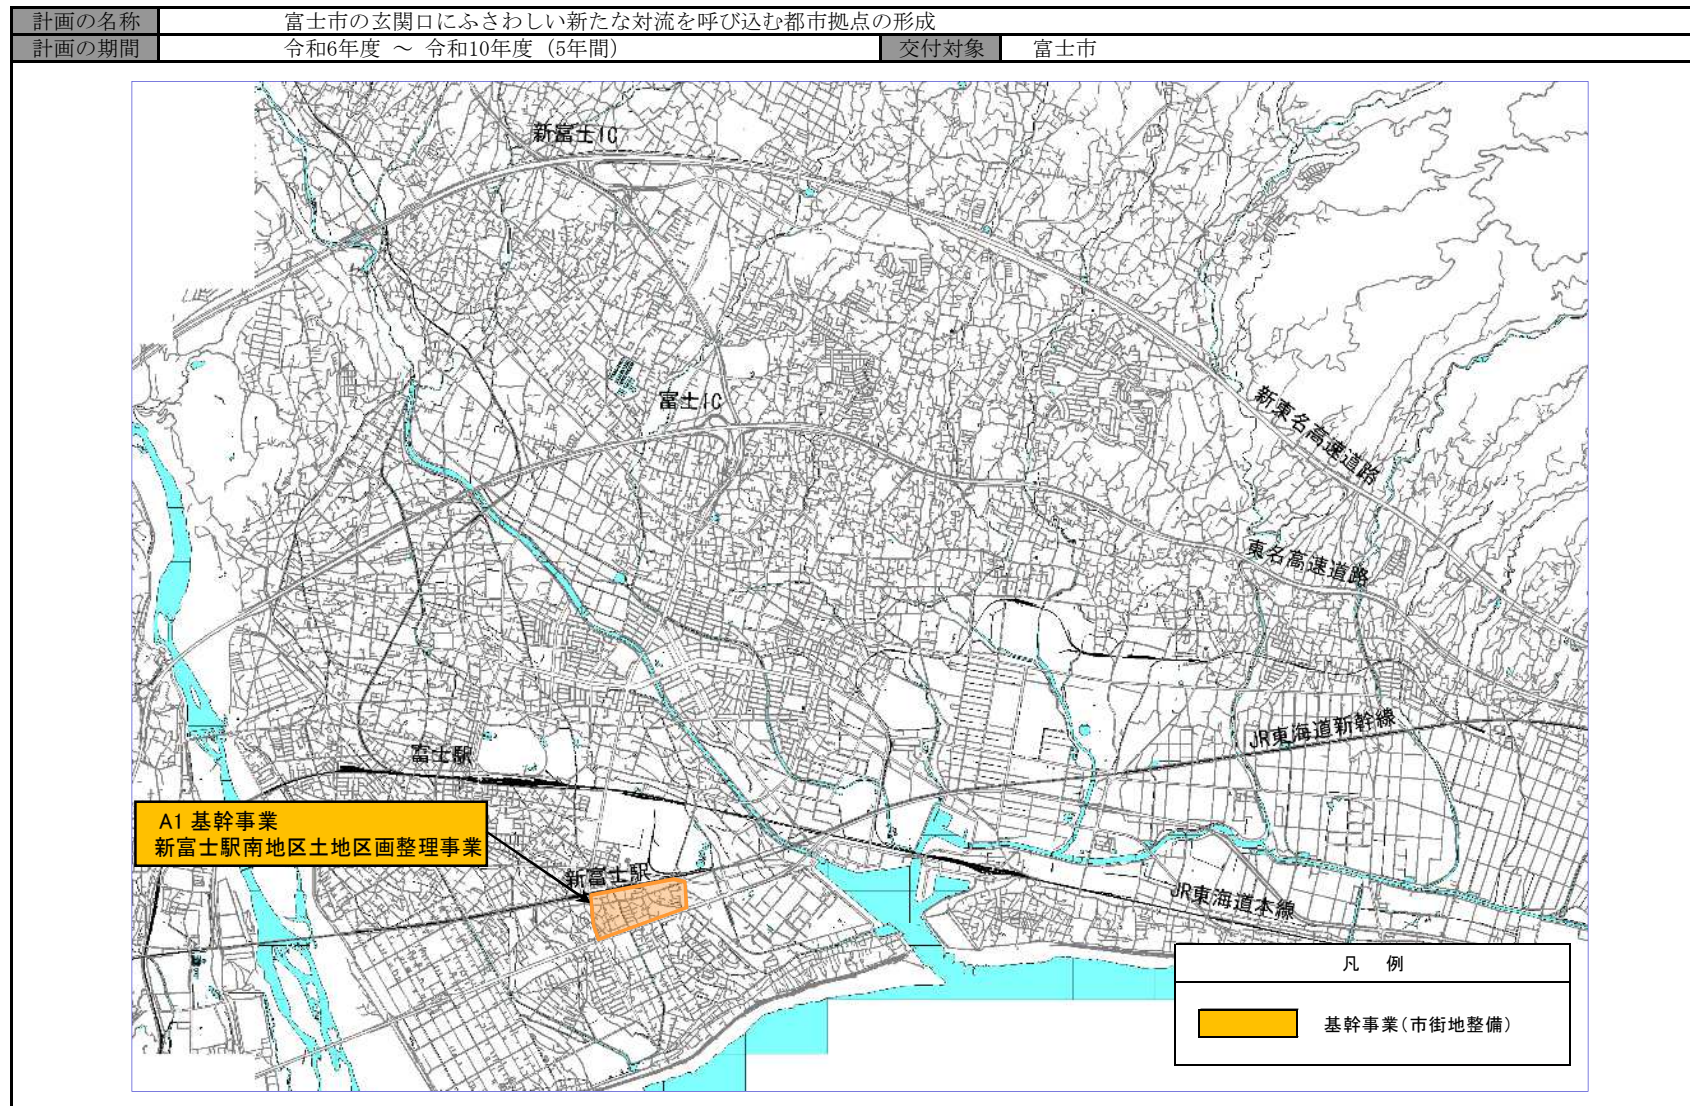 計画の名称 富士市の玄関口にふさわしい新たな対流を呼び込む都市拠点の形成
計画の期間 令和6年度 ～ 令和10年度（5年間） 交付対象 富士市
新富士IC
富士IC
新東名高速道路
東名高速道路
JR東海道新幹線
富士駅
A1 基幹事業
新富士駅南地区土地区画整理事業
新富士駅
JR東海道本線
凡 例
基幹事業（市街地整備）